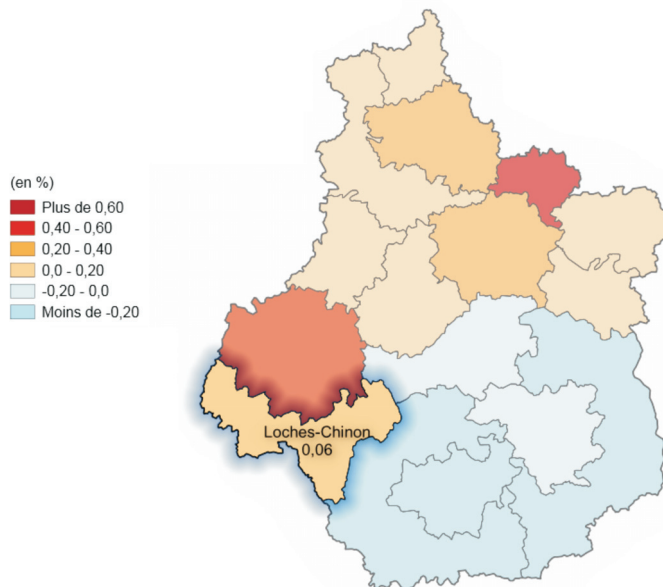 (en %)
Plus de 0,60
0,40 - 0,60
0,20 - 0,40
0,0 - 0,20
-0,20 - 0,0
Moins de -0,20
Loches-Chinon
0,06